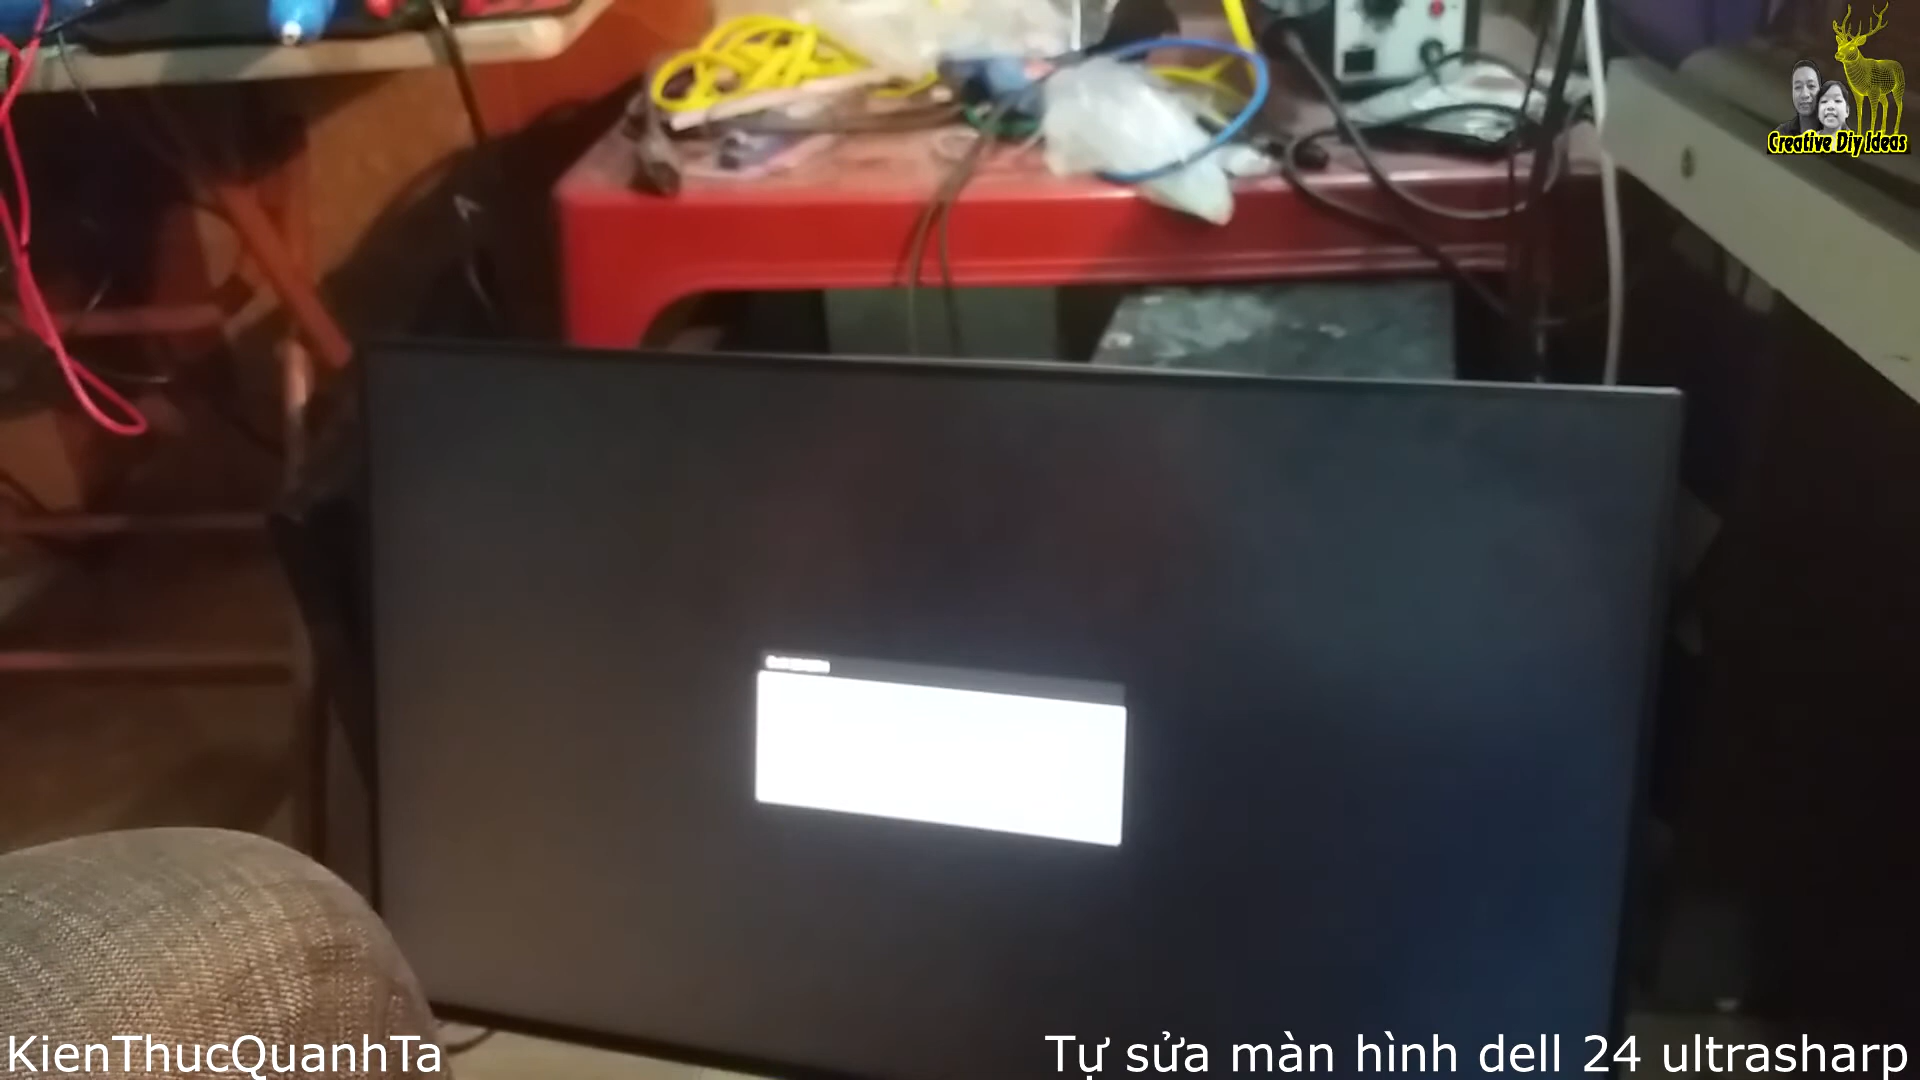 Creative Diy Ideas
KienThucQuanhTa
Tự sửa màn hình dell 24 ultrasharp